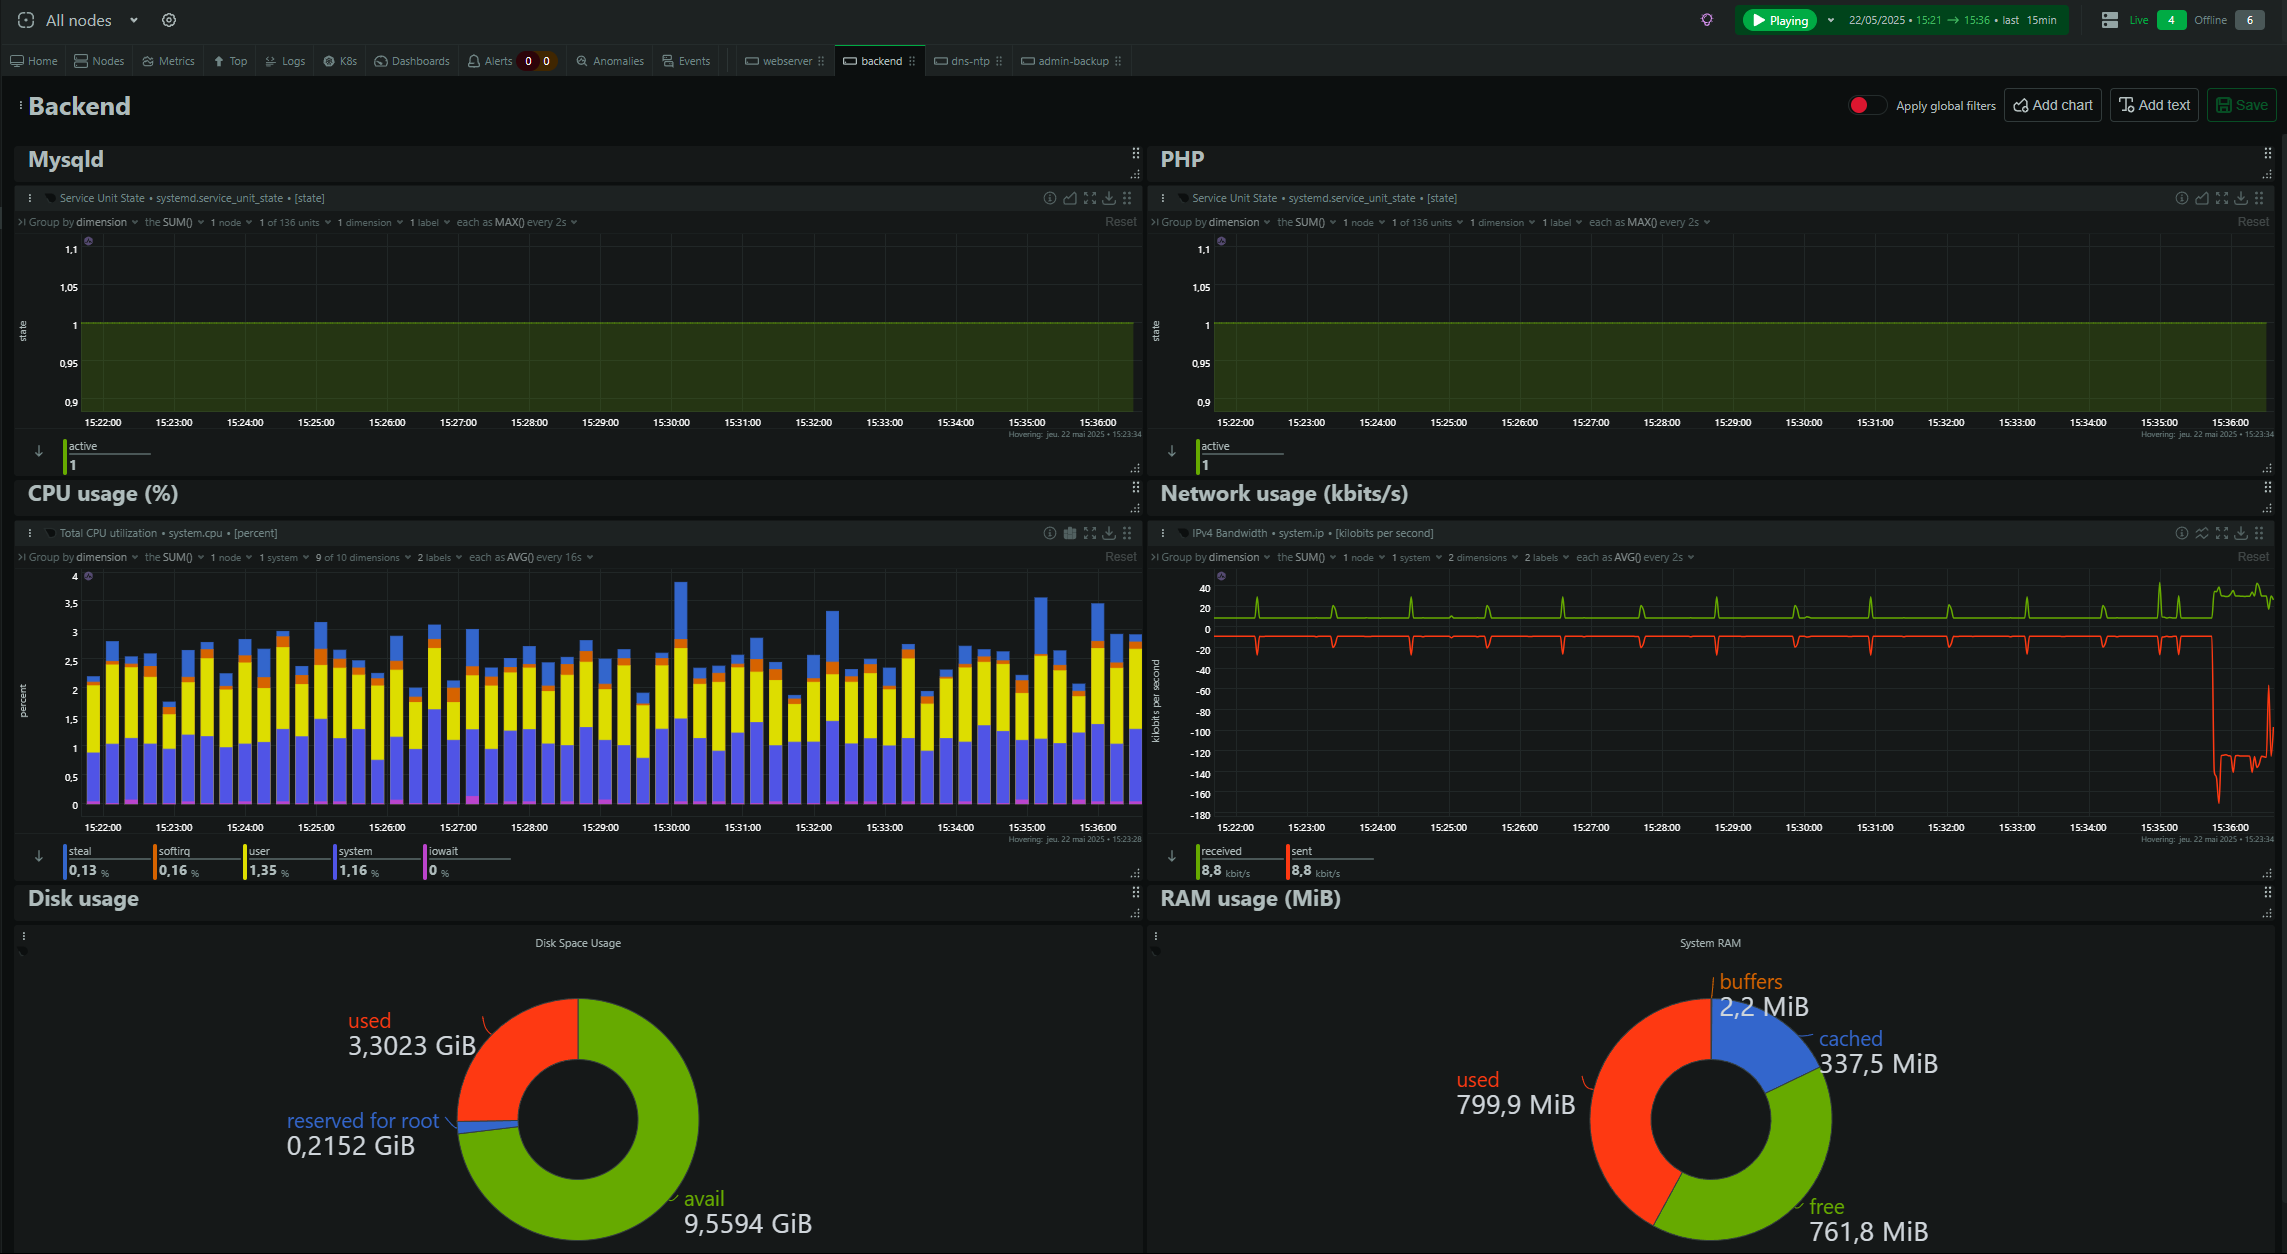 All nodes
Playing 22/05/2025 • 15:21 → 15:36 • last 15min Live 4 Offline 6
Home Nodes Metrics Top Logs K8s Dashboards Alerts 0 0 Anomalies Events webserver backend dns-ntp admin-backup
Backend
Apply global filters Add chart Add text Save
Mysqld
Service Unit State • systemd.service_unit_state • [state]
Group by dimension the SUM() 1 node 1 of 136 units 1 dimension 1 label each as MAX() every 2s Reset
state
1,1
1,05
1
0,95
0,9
15:22:00 15:23:00 15:24:00 15:25:00 15:26:00 15:27:00 15:28:00 15:29:00 15:30:00 15:31:00 15:32:00 15:33:00 15:34:00 15:35:00 15:36:00
Hovering: jeu. 22 mai 2025 • 15:23:34
active
1
PHP
Service Unit State • systemd.service_unit_state • [state]
Group by dimension the SUM() 1 node 1 of 136 units 1 dimension 1 label each as MAX() every 2s Reset
state
1,1
1,05
1
0,95
0,9
15:22:00 15:23:00 15:24:00 15:25:00 15:26:00 15:27:00 15:28:00 15:29:00 15:30:00 15:31:00 15:32:00 15:33:00 15:34:00 15:35:00 15:36:00
Hovering: jeu. 22 mai 2025 • 15:23:34
active
1
CPU usage (%)
Total CPU utilization • system.cpu • [percent]
Group by dimension the SUM() 1 node 1 system 9 of 10 dimensions 2 labels each as AVG() every 16s Reset
percent
4
3,5
3
2,5
2
1,5
1
0,5
0
15:22:00 15:23:00 15:24:00 15:25:00 15:26:00 15:27:00 15:28:00 15:29:00 15:30:00 15:31:00 15:32:00 15:33:00 15:34:00 15:35:00 15:36:00
Hovering: jeu. 22 mai 2025 • 15:23:28
steal softirq user system iowait
0,13 % 0,16 % 1,35 % 1,16 % 0 %
Network usage (kbits/s)
IPv4 Bandwidth • system.ip • [kilobits per second]
Group by dimension the SUM() 1 node 1 system 2 dimensions 2 labels each as AVG() every 2s Reset
kilobits per second
40
20
0
-20
-40
-60
-80
-100
-120
-140
-160
-180
15:22:00 15:23:00 15:24:00 15:25:00 15:26:00 15:27:00 15:28:00 15:29:00 15:30:00 15:31:00 15:32:00 15:33:00 15:34:00 15:35:00 15:36:00
Hovering: jeu. 22 mai 2025 • 15:23:34
received sent
8,8 kbit/s 8,8 kbit/s
Disk usage
Disk Space Usage
used
3,3023 GiB
reserved for root
0,2152 GiB
avail
9,5594 GiB
RAM usage (MiB)
System RAM
buffers
2,2 MiB
cached
337,5 MiB
used
799,9 MiB
free
761,8 MiB